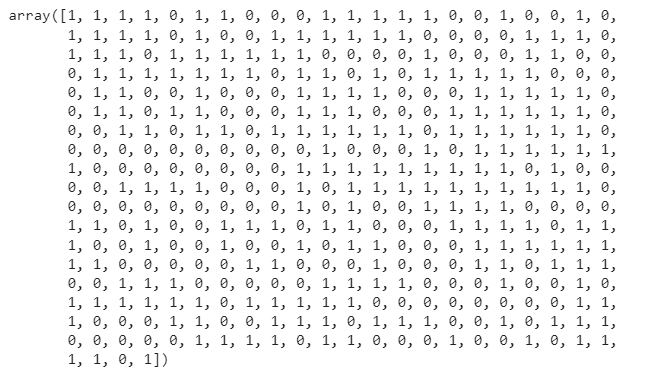 array([1, 1, 1, 1, 0, 1, 1, 0, 0, 0, 1, 1, 1, 1, 1, 0, 0, 1, 0, 0, 1, 0,
1, 1, 1, 1, 0, 1, 0, 0, 1, 1, 1, 1, 1, 1, 0, 0, 0, 0, 1, 1, 1, 0,
1, 1, 1, 0, 1, 1, 1, 1, 1, 1, 0, 0, 0, 0, 1, 0, 0, 0, 1, 1, 0, 0,
0, 1, 1, 1, 1, 1, 1, 1, 0, 1, 1, 0, 1, 0, 1, 1, 1, 1, 1, 0, 0, 0,
0, 1, 1, 0, 0, 1, 0, 0, 0, 1, 1, 1, 1, 0, 0, 0, 1, 1, 1, 1, 1, 0,
0, 1, 1, 0, 1, 1, 0, 0, 0, 1, 1, 1, 0, 0, 0, 1, 1, 1, 1, 1, 1, 0,
0, 0, 1, 1, 0, 1, 1, 0, 1, 1, 1, 1, 1, 1, 0, 1, 1, 1, 1, 1, 1, 0,
0, 0, 0, 0, 0, 0, 0, 0, 0, 0, 1, 0, 0, 0, 1, 0, 1, 1, 1, 1, 1, 1,
1, 0, 0, 0, 0, 0, 0, 0, 0, 1, 1, 1, 1, 1, 1, 1, 1, 1, 0, 1, 0, 0,
0, 0, 1, 1, 1, 1, 0, 0, 0, 1, 0, 1, 1, 1, 1, 1, 1, 1, 1, 1, 1, 0,
0, 0, 0, 0, 0, 0, 0, 0, 0, 1, 0, 1, 0, 0, 1, 1, 1, 1, 0, 0, 0, 0,
1, 1, 0, 1, 0, 0, 1, 1, 1, 0, 1, 1, 0, 0, 0, 1, 1, 1, 1, 0, 1, 1,
1, 0, 0, 1, 0, 0, 1, 0, 0, 1, 0, 1, 1, 0, 0, 0, 1, 1, 1, 1, 1, 1,
1, 1, 0, 0, 0, 0, 0, 1, 1, 0, 0, 0, 1, 0, 0, 0, 1, 1, 0, 1, 1, 1,
0, 0, 1, 1, 1, 0, 0, 0, 0, 0, 1, 1, 1, 1, 0, 0, 0, 1, 0, 0, 1, 0,
1, 1, 1, 1, 1, 1, 0, 1, 1, 1, 1, 1, 0, 0, 0, 0, 0, 0, 0, 0, 1, 1,
1, 0, 0, 0, 1, 1, 0, 0, 1, 1, 1, 0, 1, 1, 1, 0, 0, 1, 0, 1, 1, 1,
0, 0, 0, 0, 0, 1, 1, 1, 1, 0, 1, 1, 0, 0, 0, 1, 0, 0, 1, 0, 1, 1,
1, 1, 0, 1])